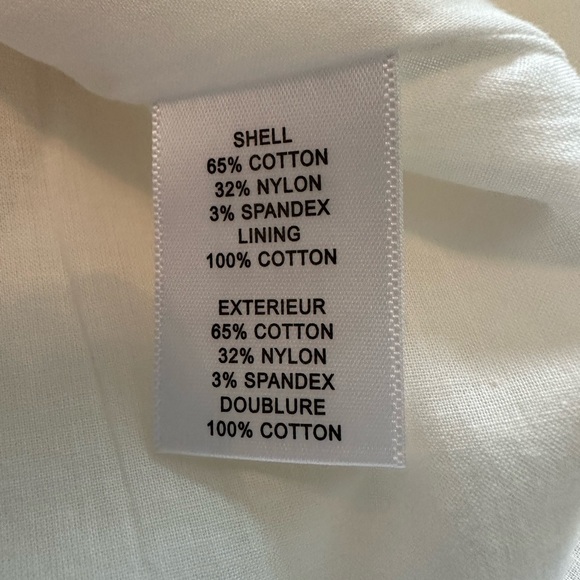 SHELL
65% COTTON
32% NYLON
3% SPANDEX
LINING
100% COTTON
EXTERIEUR
65% COTTON
32% NYLON
3% SPANDEX
DOUBLURE
100% COTTON